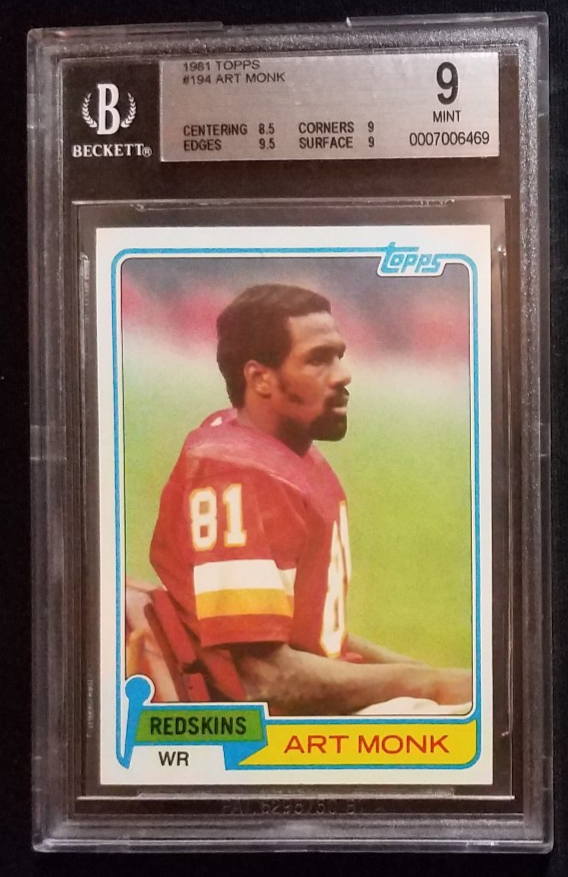 1981 TOPPS
#194 ART MONK
9
MINT
CENTERING 8.5 CORNERS 9
EDGES 9.5 SURFACE 9
0007006469
B
BECKETT®
topps
81
81
REDSKINS
WR
ART MONK